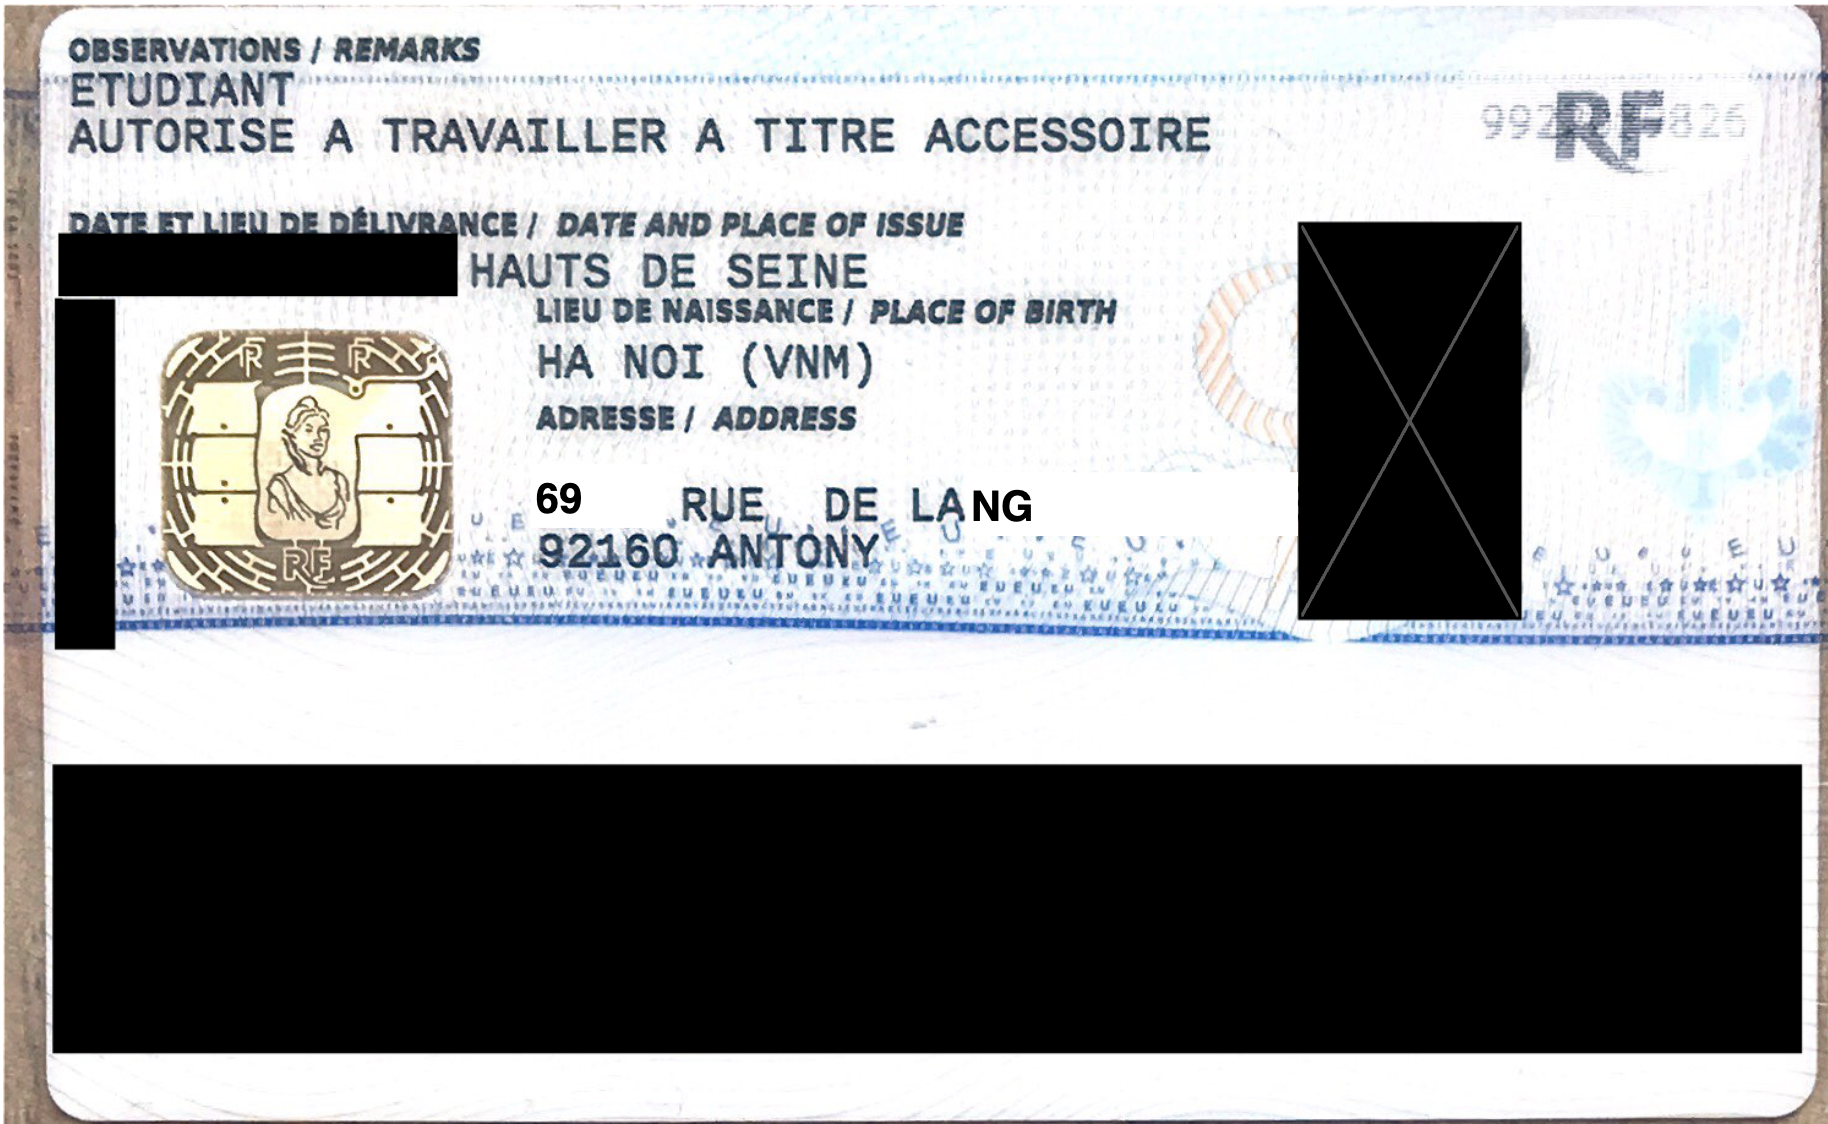 OBSERVATIONS / REMARKS
ETUDIANT
AUTORISE A TRAVAILLER A TITRE ACCESSOIRE
RF
DATE ET LIEU DE DÉLIVRANCE / DATE AND PLACE OF ISSUE
HAUTS DE SEINE
LIEU DE NAISSANCE / PLACE OF BIRTH
HA NOI (VNM)
ADRESSE / ADDRESS
69 RUE DE LANG
92160 ANTONY
RF